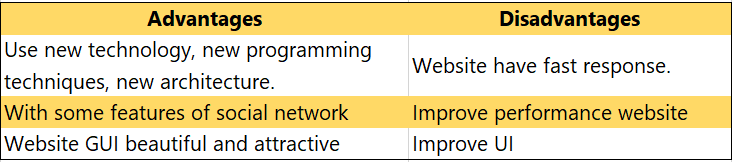 Advantages Disadvantages
Use new technology, new programming
techniques, new architecture.
Website have fast response.
With some features of social network Improve performance website
Website GUI beautiful and attractive Improve UI